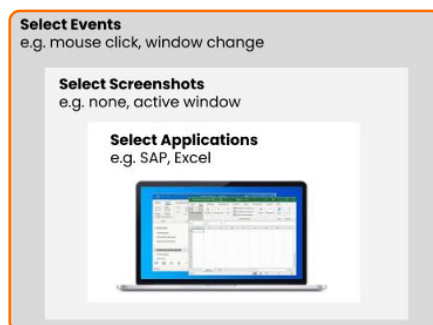 Select Events
e.g. mouse click, window change
Select Screenshots
e.g. none, active window
Select Applications
e.g. SAP, Excel